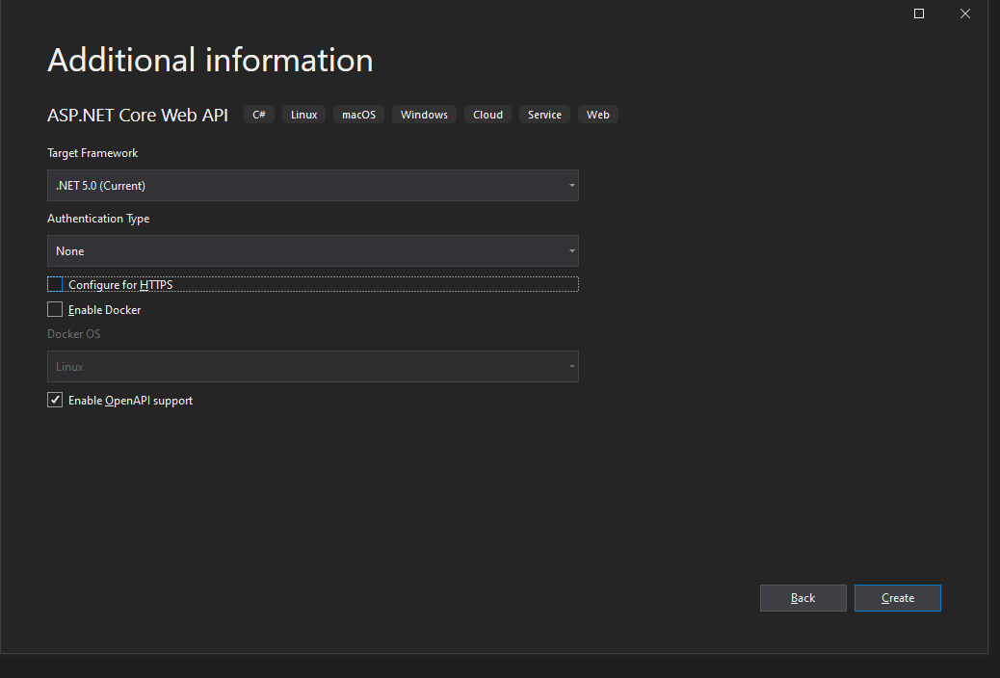 Additional information
ASP.NET Core Web API C# Linux macOS Windows Cloud Service Web
Target Framework
.NET 5.0 (Current)
Authentication Type
None
Configure for HTTPS
Enable Docker
Docker OS
Linux
Enable OpenAPI support
Back Create